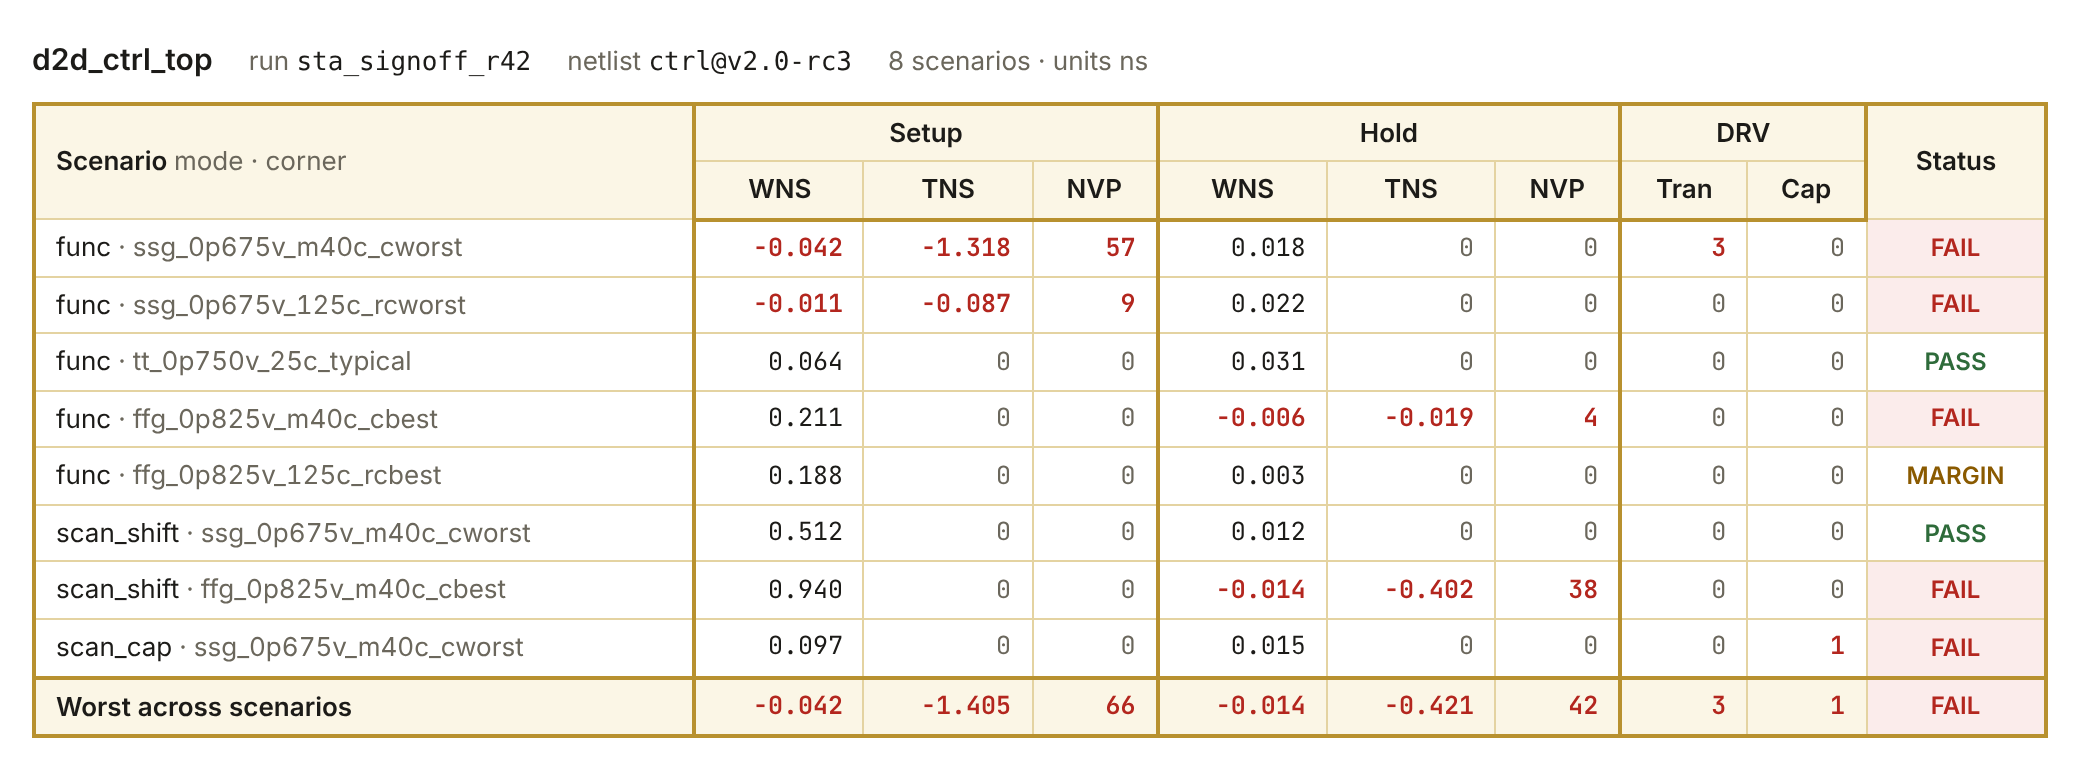 d2d_ctrl_top run sta_signoff_r42 netlist ctrl@v2.0-rc3 8 scenarios · units ns
Scenario mode · corner Setup Hold DRV Status
WNS TNS NVP WNS TNS NVP Tran Cap
func · ssg_0p675v_m40c_cworst -0.042 -1.318 57 0.018 0 0 3 0 FAIL
func · ssg_0p675v_125c_rcworst -0.011 -0.087 9 0.022 0 0 0 0 FAIL
func · tt_0p750v_25c_typical 0.064 0 0 0.031 0 0 0 0 PASS
func · ffg_0p825v_m40c_cbest 0.211 0 0 -0.006 -0.019 4 0 0 FAIL
func · ffg_0p825v_125c_rcbest 0.188 0 0 0.003 0 0 0 0 MARGIN
scan_shift · ssg_0p675v_m40c_cworst 0.512 0 0 0.012 0 0 0 0 PASS
scan_shift · ffg_0p825v_m40c_cbest 0.940 0 0 -0.014 -0.402 38 0 0 FAIL
scan_cap · ssg_0p675v_m40c_cworst 0.097 0 0 0.015 0 0 0 1 FAIL
Worst across scenarios -0.042 -1.405 66 -0.014 -0.421 42 3 1 FAIL